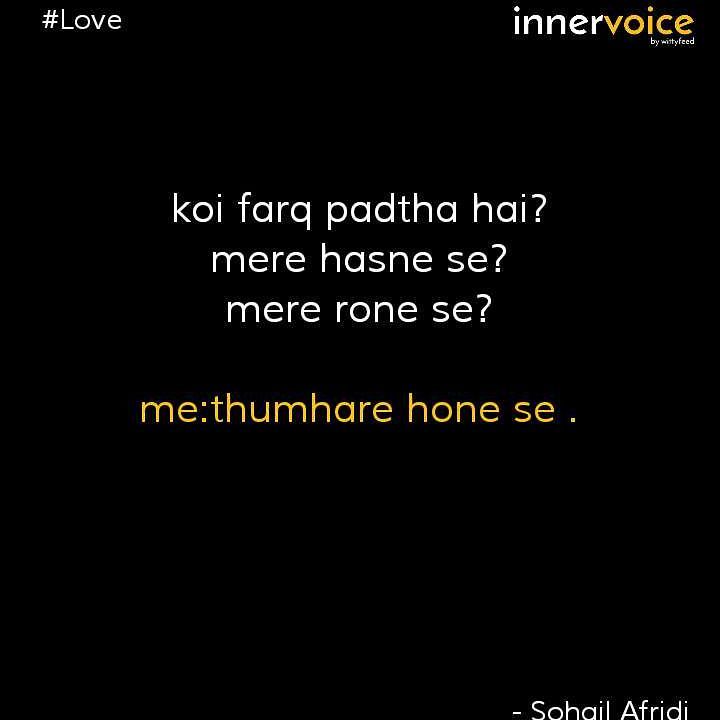 #Love
innervoice
by wittyfeed
koi farq padtha hai?
mere hasne se?
mere rone se?
me:thumhare hone se .
- Sohail Afridi